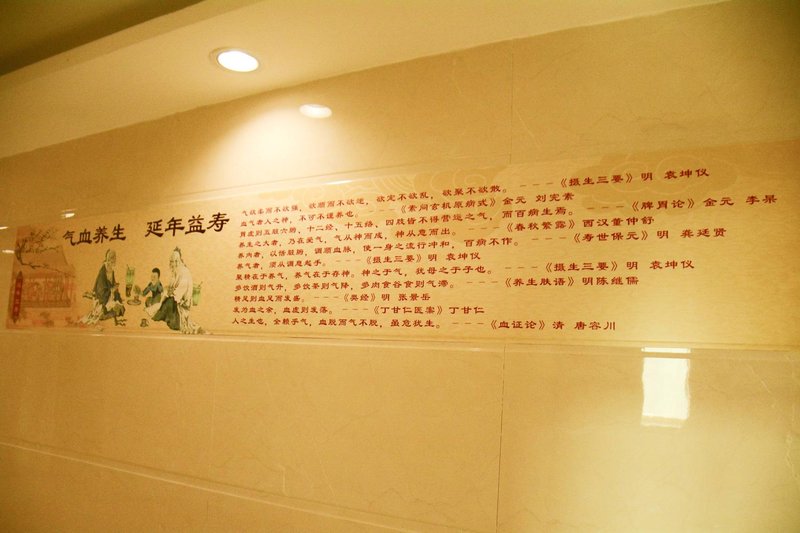 气血养生 延年益寿
气欲柔而不欲强，欲顺而不欲逆，欲定不欲乱，欲聚不欲散。 ----《摄生三要》明 袁坤仪
血气者人之神，不可不谨养也。 ----《素问玄机原病式》金元 刘完素
胃虚则五脏六腑，十二经，十五络，四肢皆不得营运之气，而百病生焉。 ----《脾胃论》金元 李杲
养生之大者，乃在爱气，气从神而成，神从意而出。 ----《春秋繁露》西汉董仲舒
养内者，以恬脏腑，调顺血脉，使一身之流行冲和，百病不作。 ----《寿世保元》明 龚廷贤
养气者，须从调息起手。 ----《摄生三要》明 袁坤仪
聚精在于养气，养气在于存神。神之于气，犹母之于子也。 ----《摄生三要》明 袁坤仪
多饮酒则气升，多饮茶则气降，多肉食谷食则气滞。 ----《养生肤语》明陈继儒
精足则血足而发盛。 ----《类经》明 张景岳
发为血之余，血虚则发落。 ----《丁甘仁医案》丁甘仁
人之生也，全赖乎气，血脱而气不脱，虽危犹生。 ----《血证论》清 唐容川